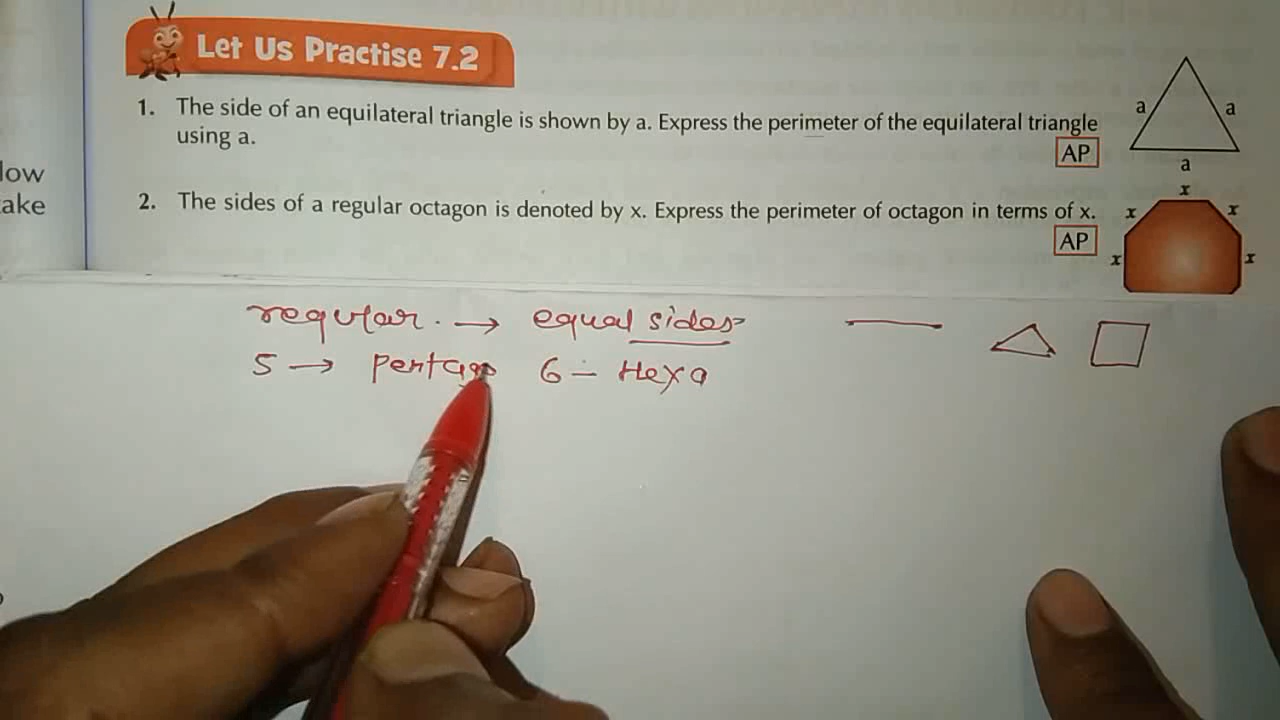 Let Us Practise 7.2
1. The side of an equilateral triangle is shown by a. Express the perimeter of the equilateral triangle
using a.
AP
a a
a
low
take
2. The sides of a regular octagon is denoted by x. Express the perimeter of octagon in terms of x.
AP
x
x x
x x
regular. → equal sides
5 → Pentago 6 – Hexa